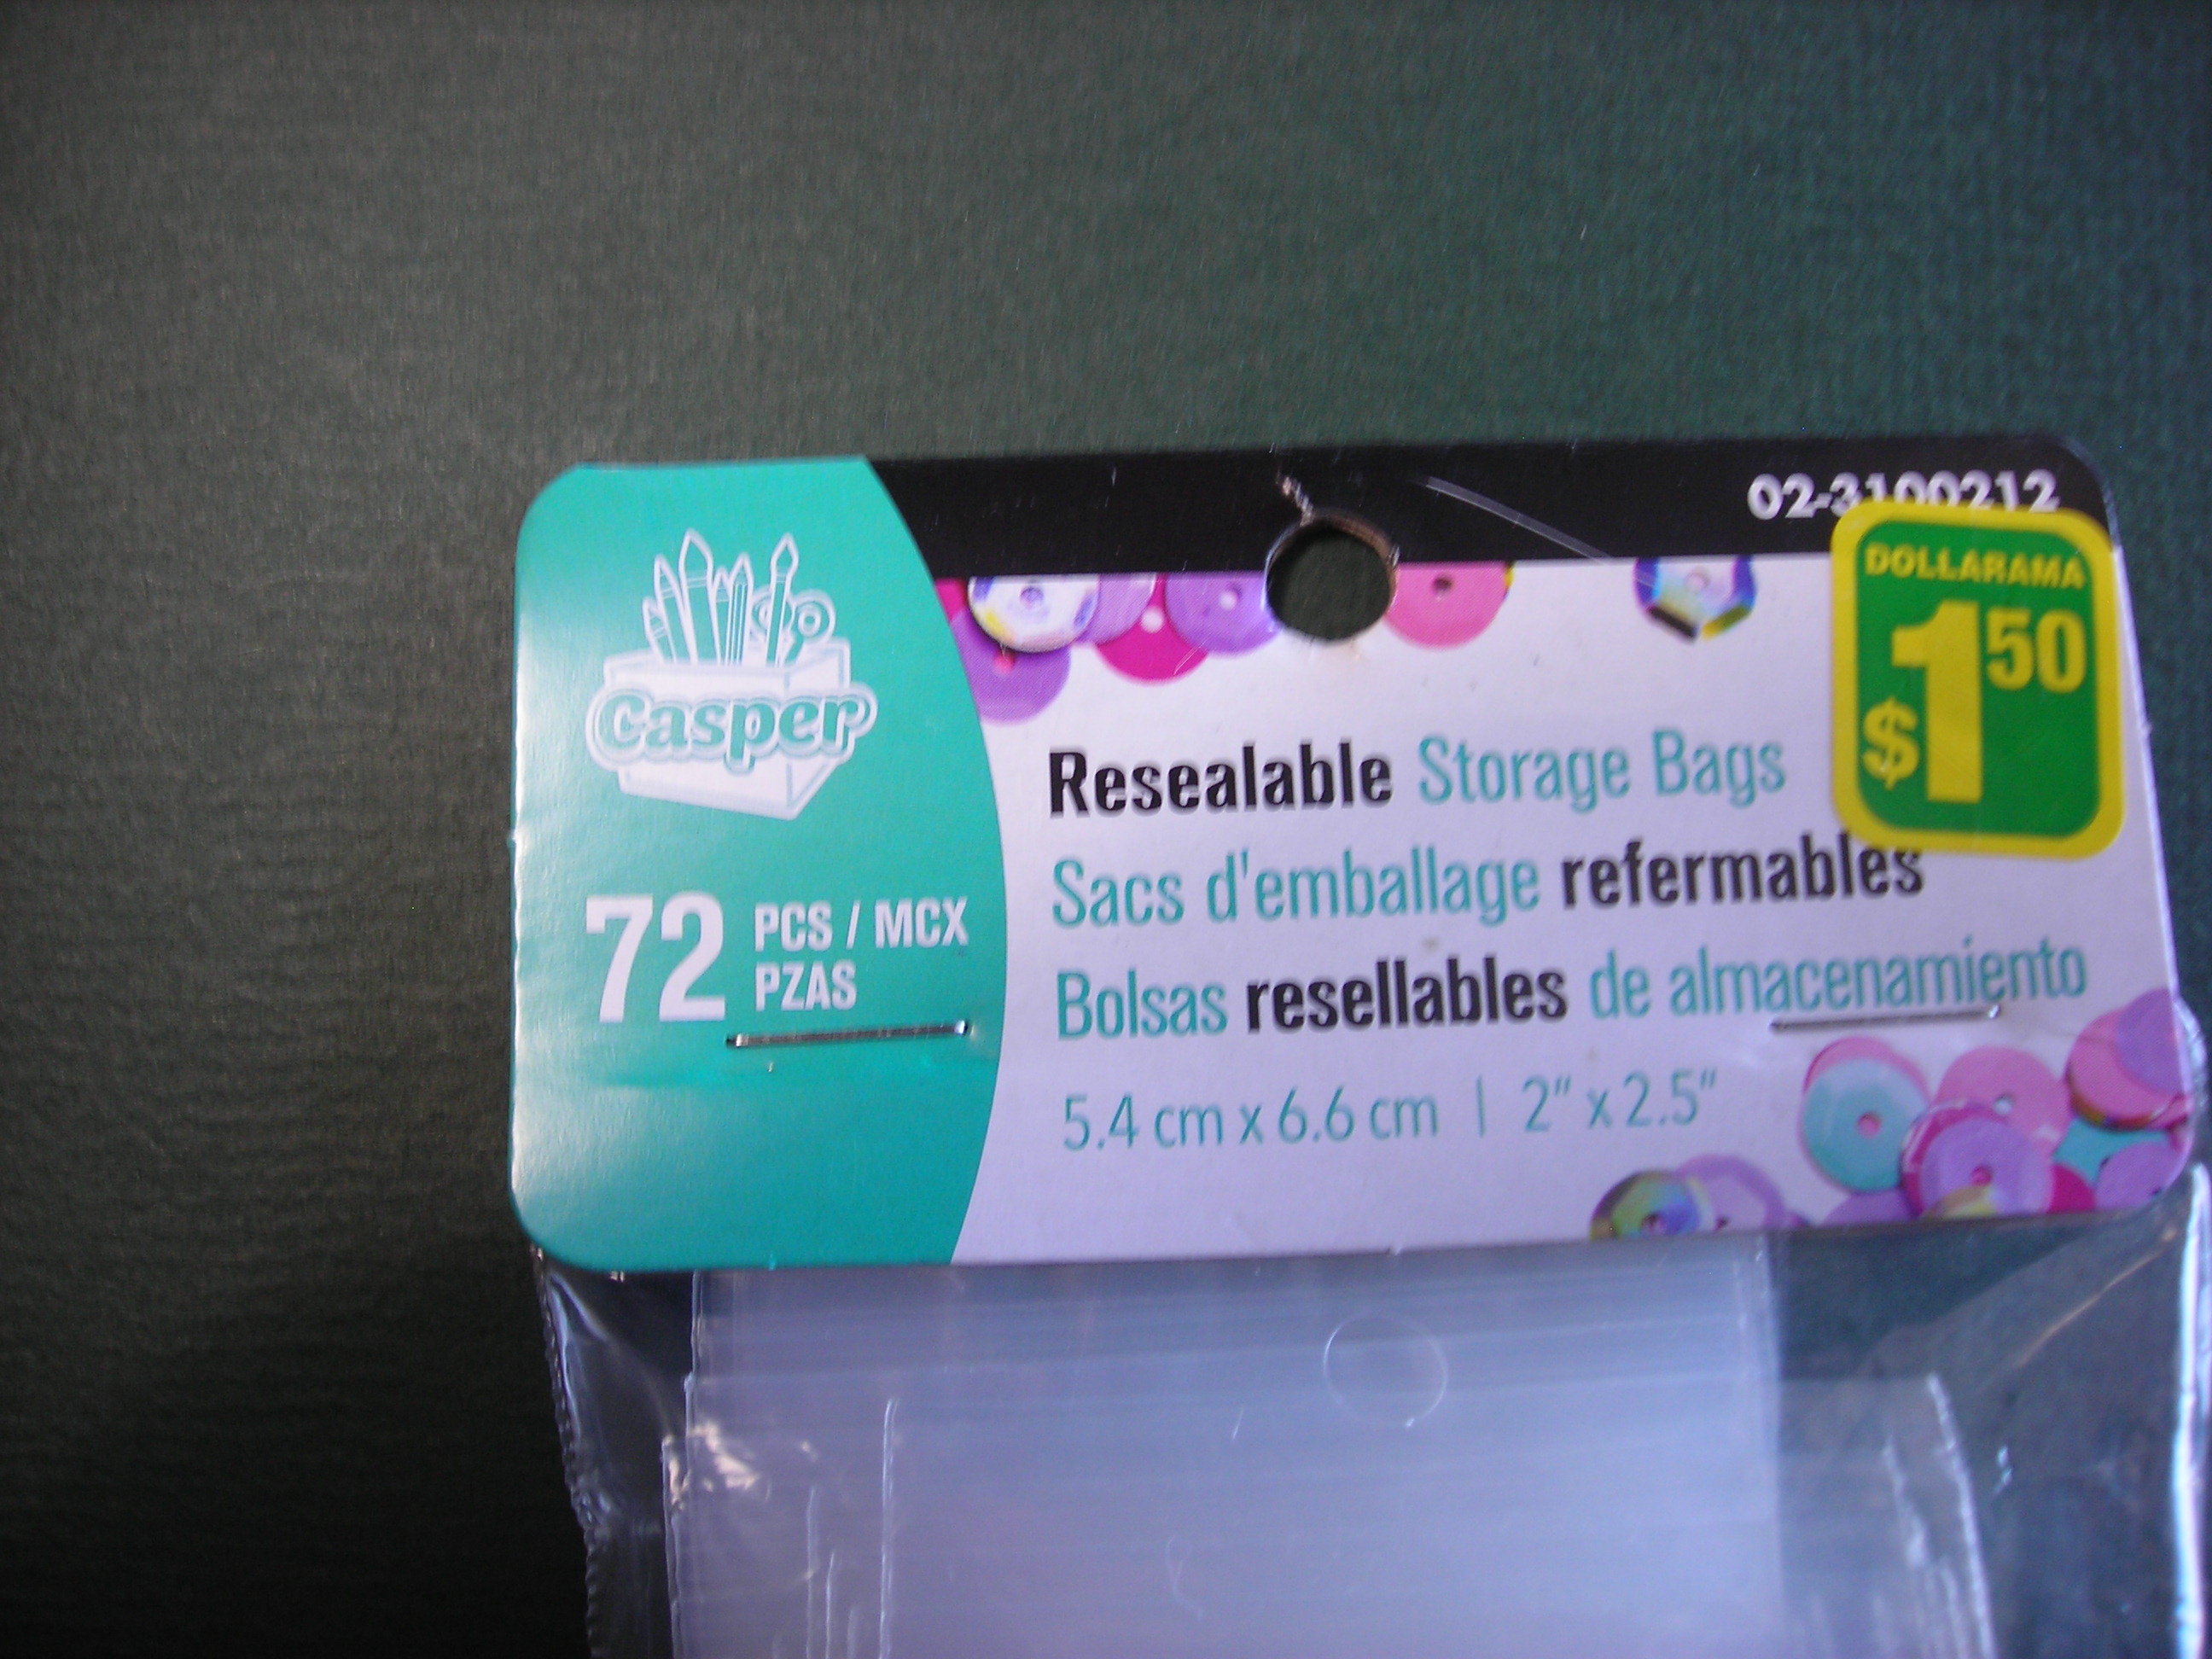 02-3100212
DOLLARAMA
$1.50
Casper
72 PCS / MCX
PZAS
Resealable Storage Bags
Sacs d'emballage refermables
Bolsas resellables de almacenamiento
5.4 cm x 6.6 cm | 2" x 2.5"